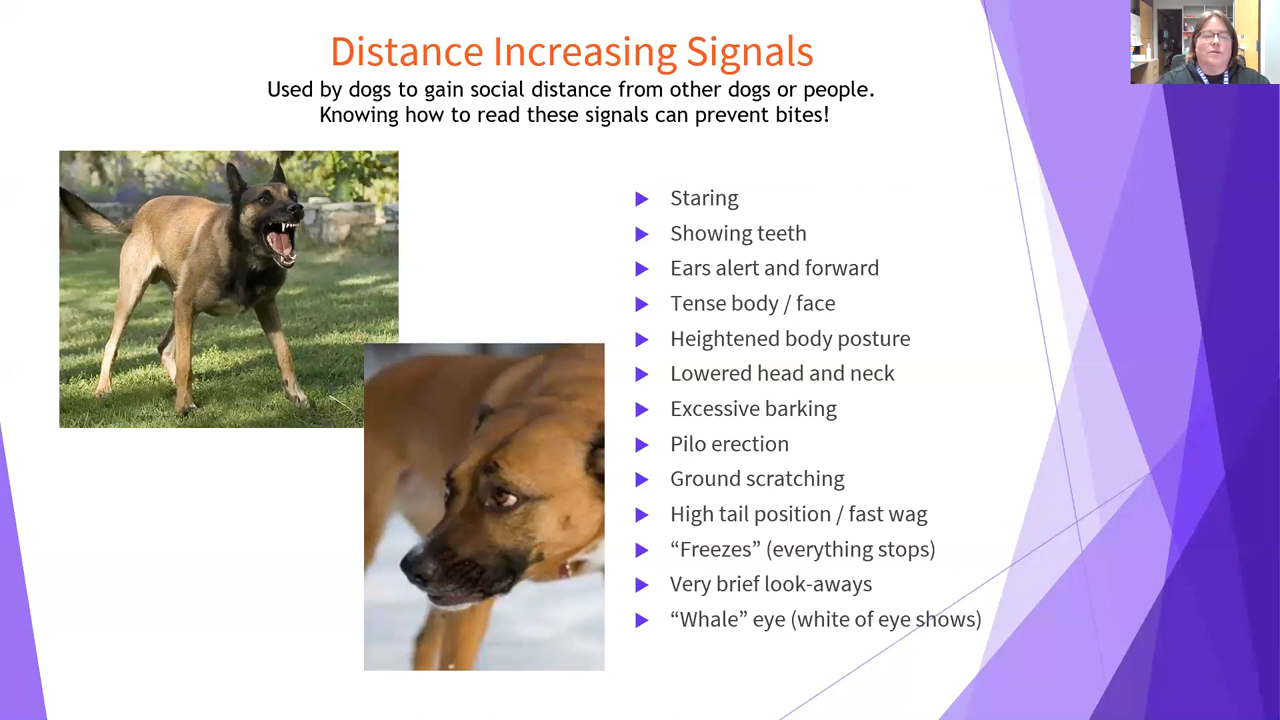 Distance Increasing Signals
Used by dogs to gain social distance from other dogs or people.
Knowing how to read these signals can prevent bites!
Staring
Showing teeth
Ears alert and forward
Tense body / face
Heightened body posture
Lowered head and neck
Excessive barking
Pilo erection
Ground scratching
High tail position / fast wag
“Freezes” (everything stops)
Very brief look-aways
“Whale” eye (white of eye shows)